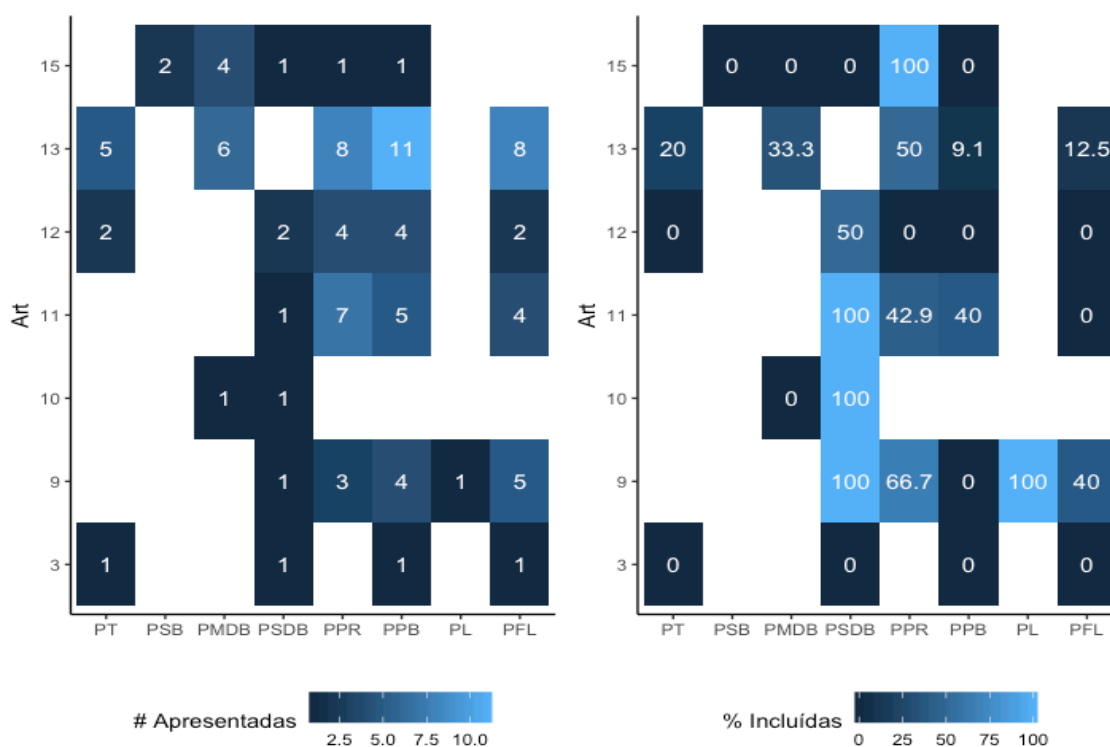 15 2 4 1 1 1
13 5 6 8 11 8
12 2 2 4 4 2
Art
11 1 7 5 4
10 1 1
9 1 3 4 1 5
3 1 1 1 1
PT PSB PMDB PSDB PPR PPB PL PFL
# Apresentadas
2.5 5.0 7.5 10.0
15 0 0 0 100 0
13 20 33.3 50 9.1 12.5
12 0 50 0 0 0
Art
11 100 42.9 40 0
10 0 100
9 100 66.7 0 100 40
3 0 0 0 0
PT PSB PMDB PSDB PPR PPB PL PFL
% Incluídas
0 25 50 75 100